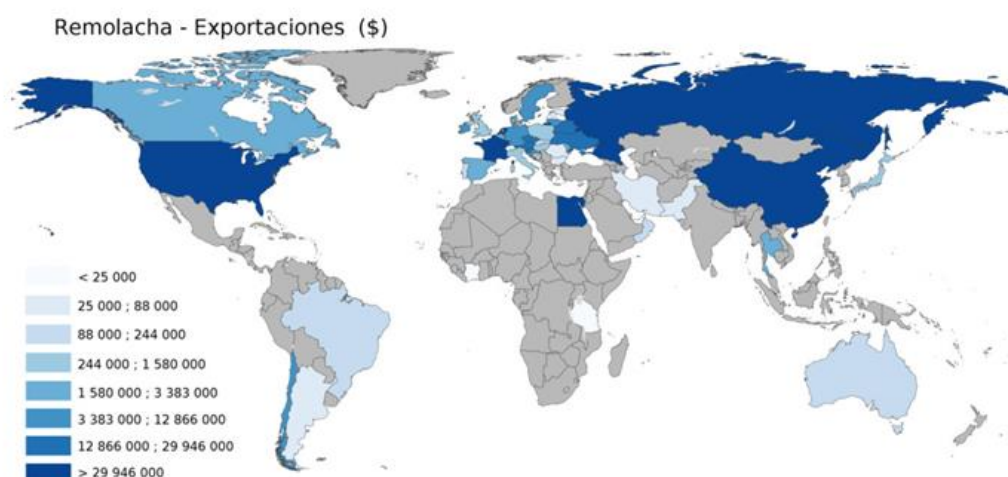 Remolacha - Exportaciones ($)
< 25 000
25 000 ; 88 000
88 000 ; 244 000
244 000 ; 1 580 000
1 580 000 ; 3 383 000
3 383 000 ; 12 866 000
12 866 000 ; 29 946 000
> 29 946 000